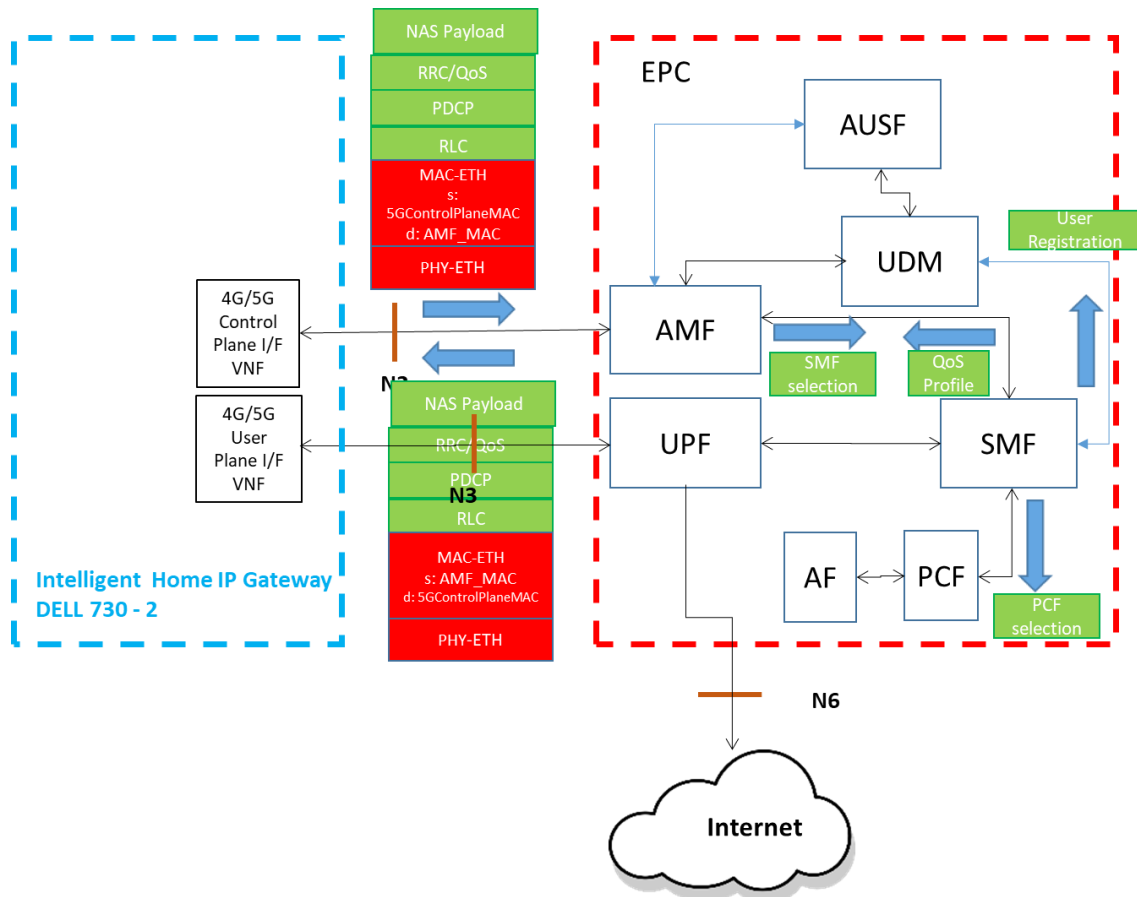 NAS Payload
RRC/QoS
PDCP
RLC
MAC-ETH
s:
5GControlPlaneMAC
d: AMF_MAC
PHY-ETH
EPC
AUSF
User
Registration
UDM
4G/5G
Control
Plane I/F
VNF
AMF
SMF
selection
QoS
Profile
N2
4G/5G
User
Plane I/F
VNF
NAS Payload
RRC/QoS
PDCP
N3
RLC
MAC-ETH
s: AMF_MAC
d: 5GControlPlaneMAC
PHY-ETH
UPF
SMF
AF
PCF
PCF
selection
Intelligent Home IP Gateway
DELL 730 - 2
N6
Internet